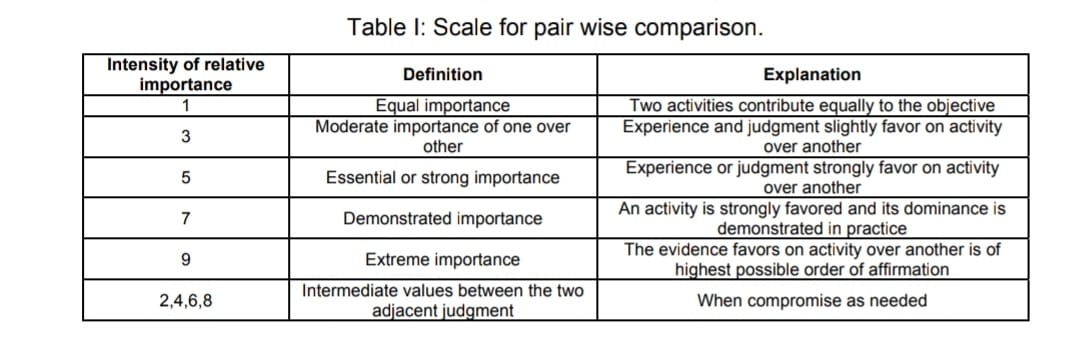 Table I: Scale for pair wise comparison.
Intensity of relative importance | Definition | Explanation
1 | Equal importance | Two activities contribute equally to the objective
3 | Moderate importance of one over other | Experience and judgment slightly favor on activity over another
5 | Essential or strong importance | Experience or judgment strongly favor on activity over another
7 | Demonstrated importance | An activity is strongly favored and its dominance is demonstrated in practice
9 | Extreme importance | The evidence favors on activity over another is of highest possible order of affirmation
2,4,6,8 | Intermediate values between the two adjacent judgment | When compromise as needed